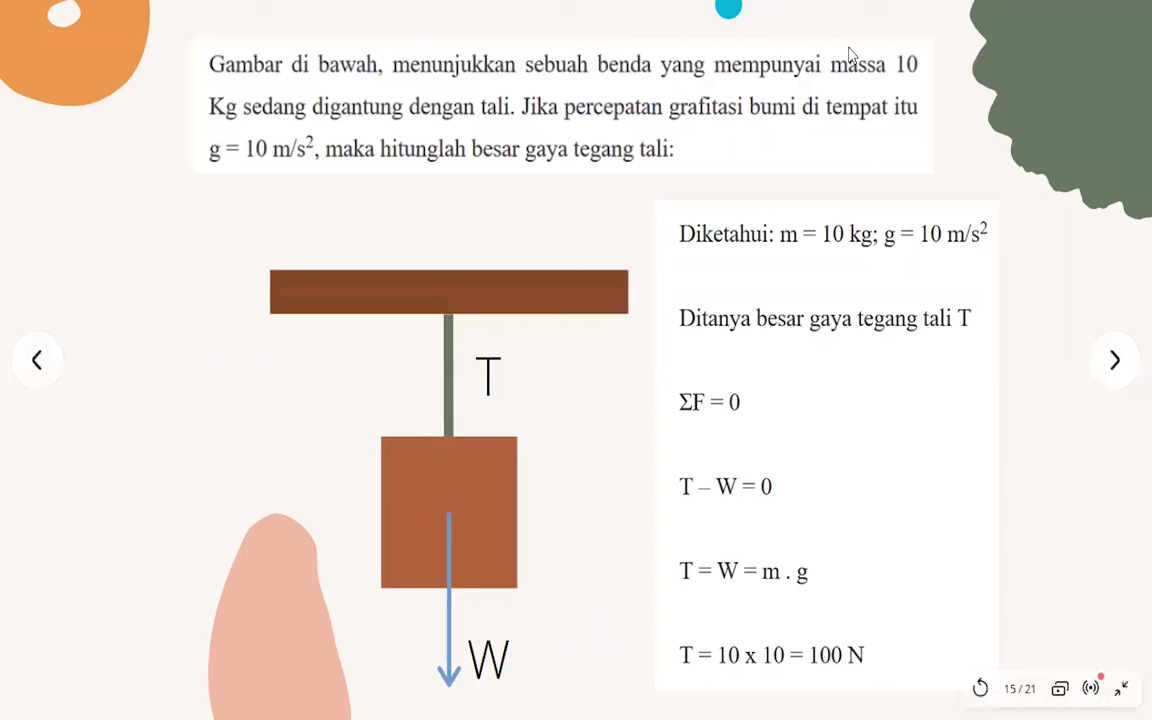 Gambar di bawah, menunjukkan sebuah benda yang mempunyai massa 10
Kg sedang digantung dengan tali. Jika percepatan grafitasi bumi di tempat itu
g = 10 m/s², maka hitunglah besar gaya tegang tali:
Diketahui: m = 10 kg; g = 10 m/s²
Ditanya besar gaya tegang tali T
ΣF = 0
T – W = 0
T = W = m . g
T = 10 x 10 = 100 N
T
W
15 / 21